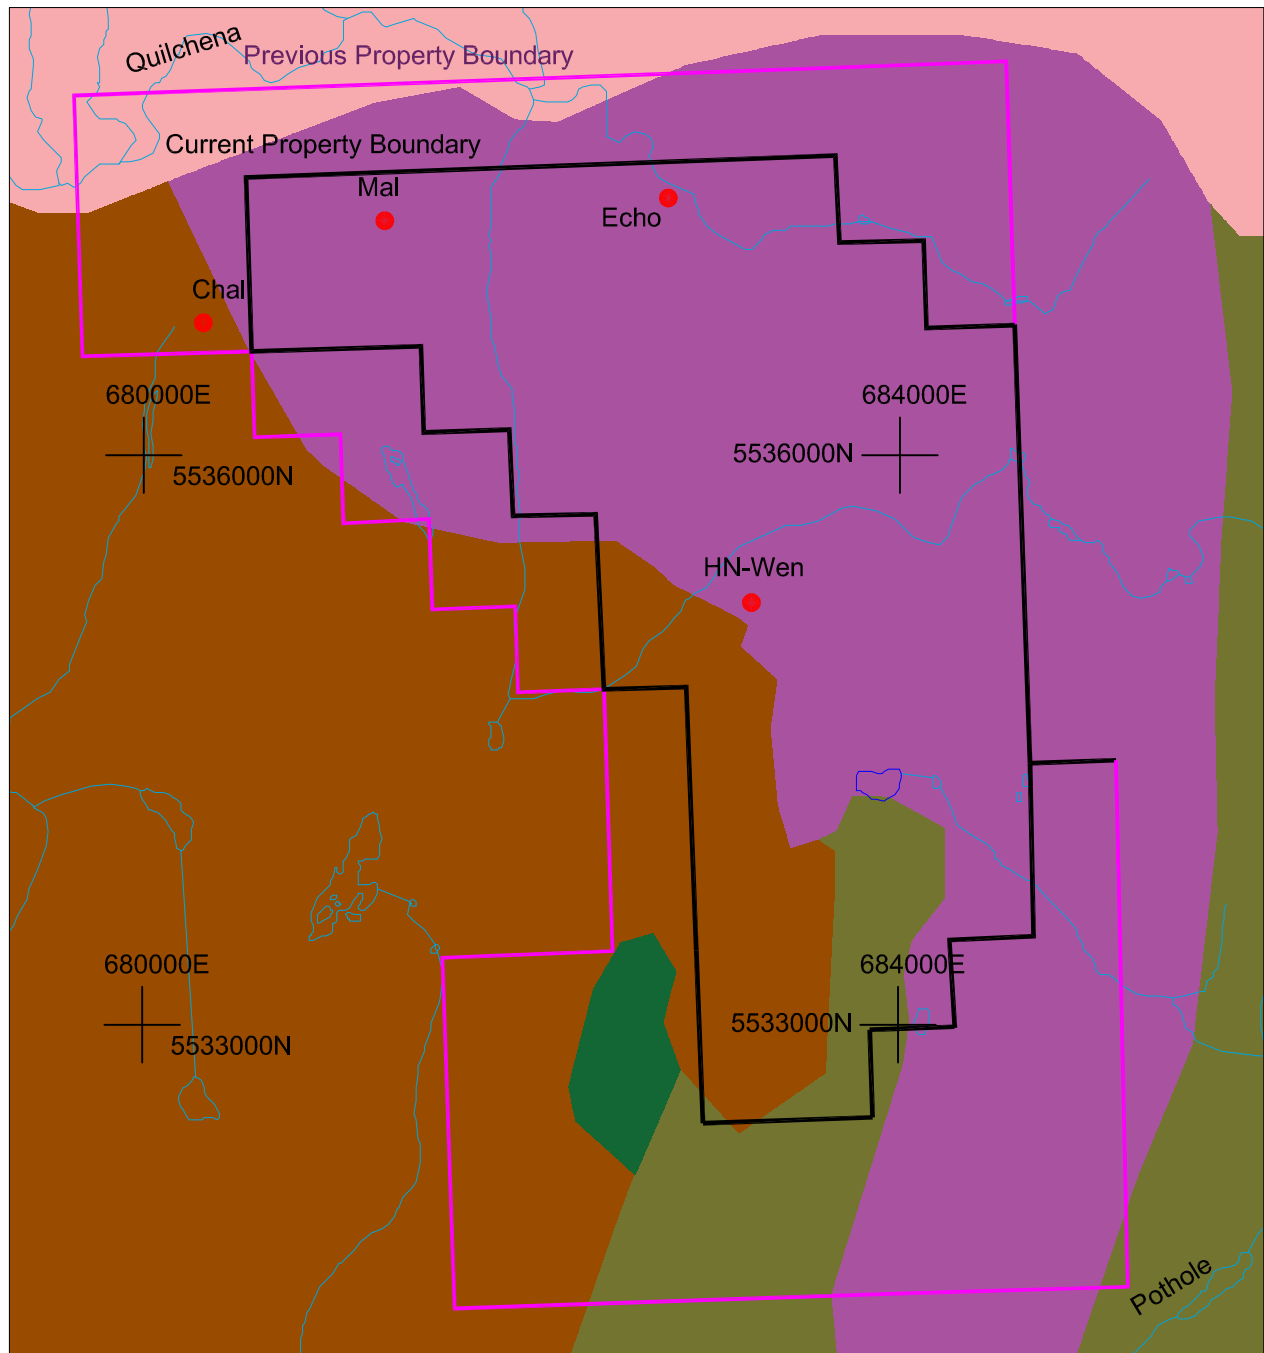 Quilchena
Previous Property Boundary
Current Property Boundary
Mal
Echo
Chal
680000E
684000E
5536000N
5536000N
HN-Wen
680000E
684000E
5533000N
5533000N
Pothole